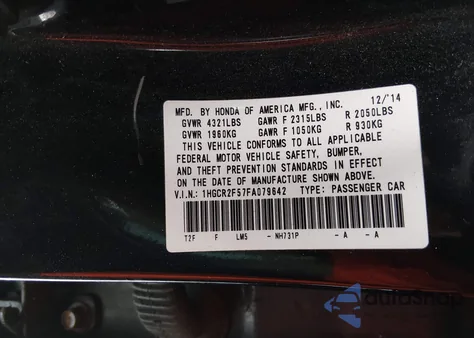 MFD. BY HONDA OF AMERICA MFG., INC. 12/'14
GVWR 4321LBS GAWR F 2315LBS R 2050LBS
GVWR 1960KG GAWR F 1050KG R 930KG
THIS VEHICLE CONFORMS TO ALL APPLICABLE
FEDERAL MOTOR VEHICLE SAFETY, BUMPER,
AND THEFT PREVENTION STANDARDS IN EFFECT
ON THE DATE OF MANUFACTURE SHOWN ABOVE.
V.I.N.: 1HGCR2F57FA079642 TYPE: PASSENGER CAR
T2F F LM5 - NH731P - A - A
autoShop